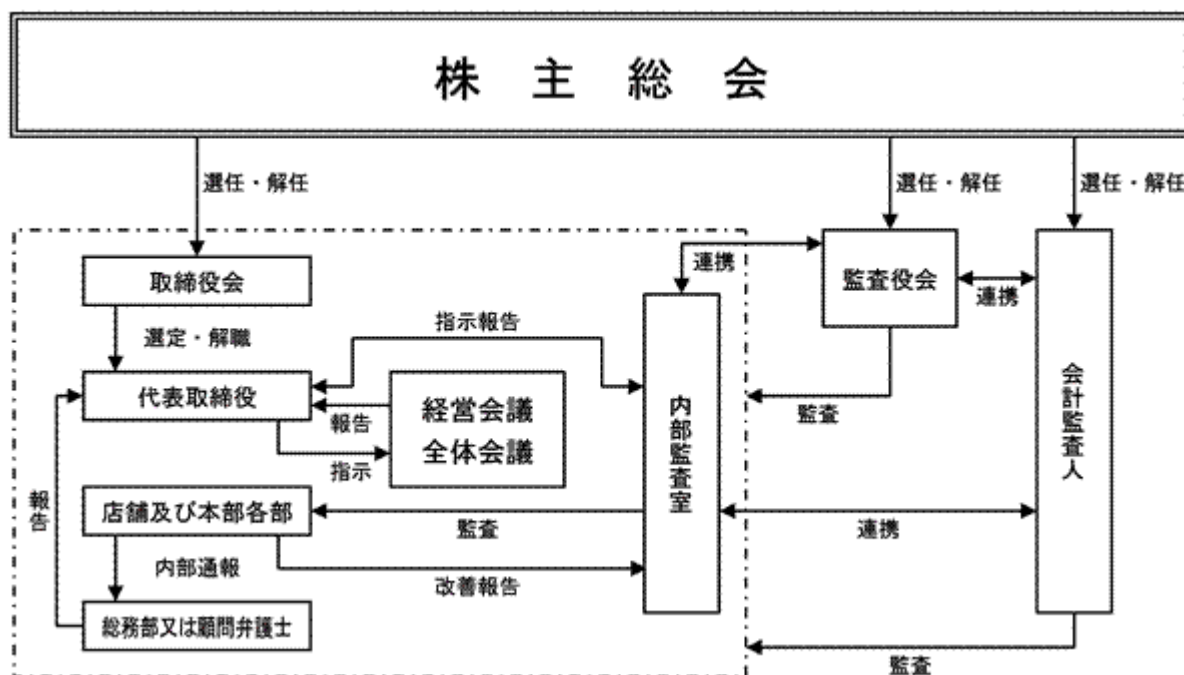 株主総会
選任・解任
選任・解任
選任・解任
取締役会
連携
監査役会
連携
選定・解職
指示報告
代表取締役
経営会議
全体会議
報告
指示
内部監査室
監査
会計監査人
報告
店舗及び本部各部
監査
連携
内部通報
改善報告
総務部又は顧問弁護士
監査